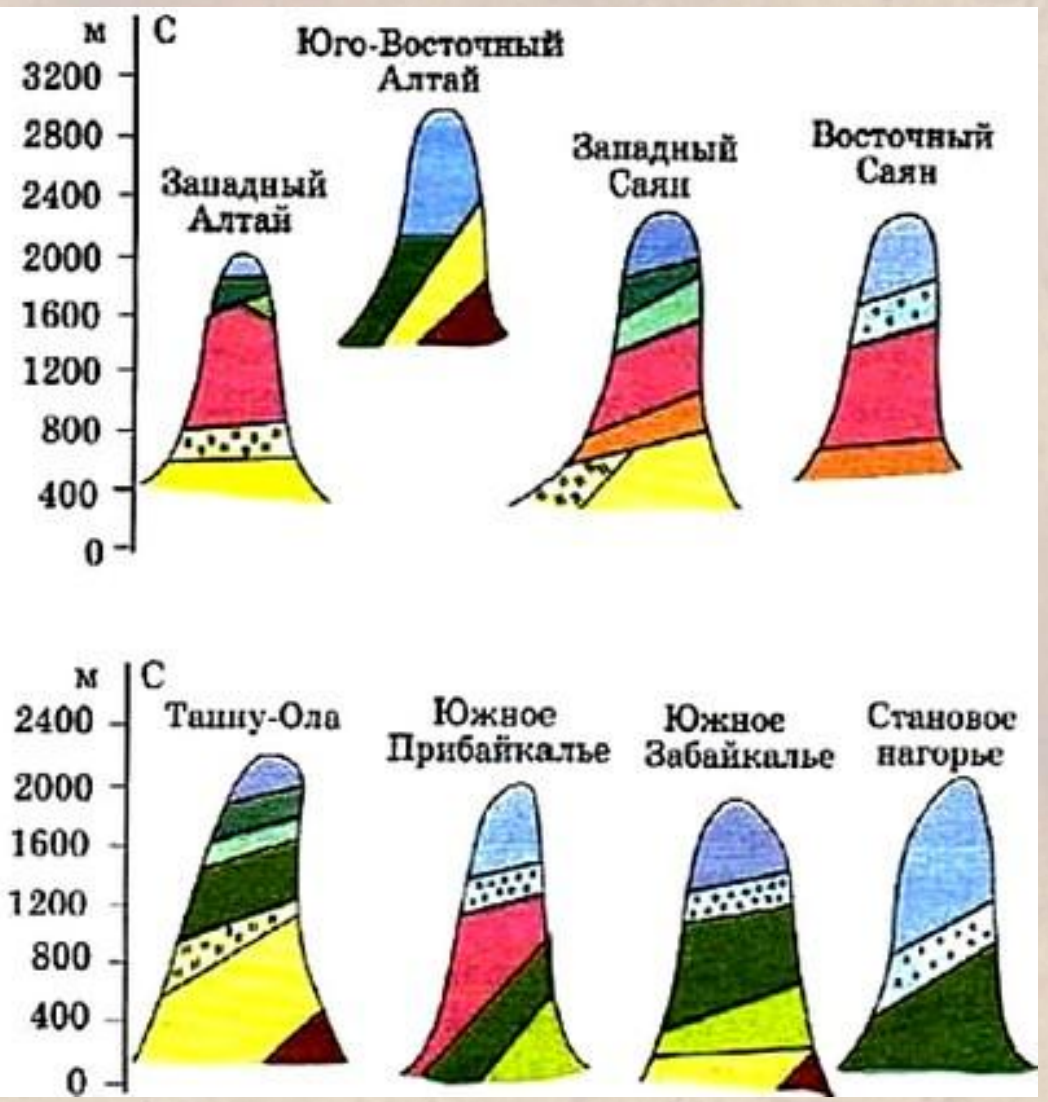 м
С
Юго-Восточный
Алтай
3200
2800
Восточный
Саян
Западный
Саян
Западный
Алтай
2400
2000
1600
1200
800
400
0
м
С
2400
Танну-Ола
Южное
Прибайкалье
Южное
Забайкалье
Становое
нагорье
2000
1600
1200
800
400
0